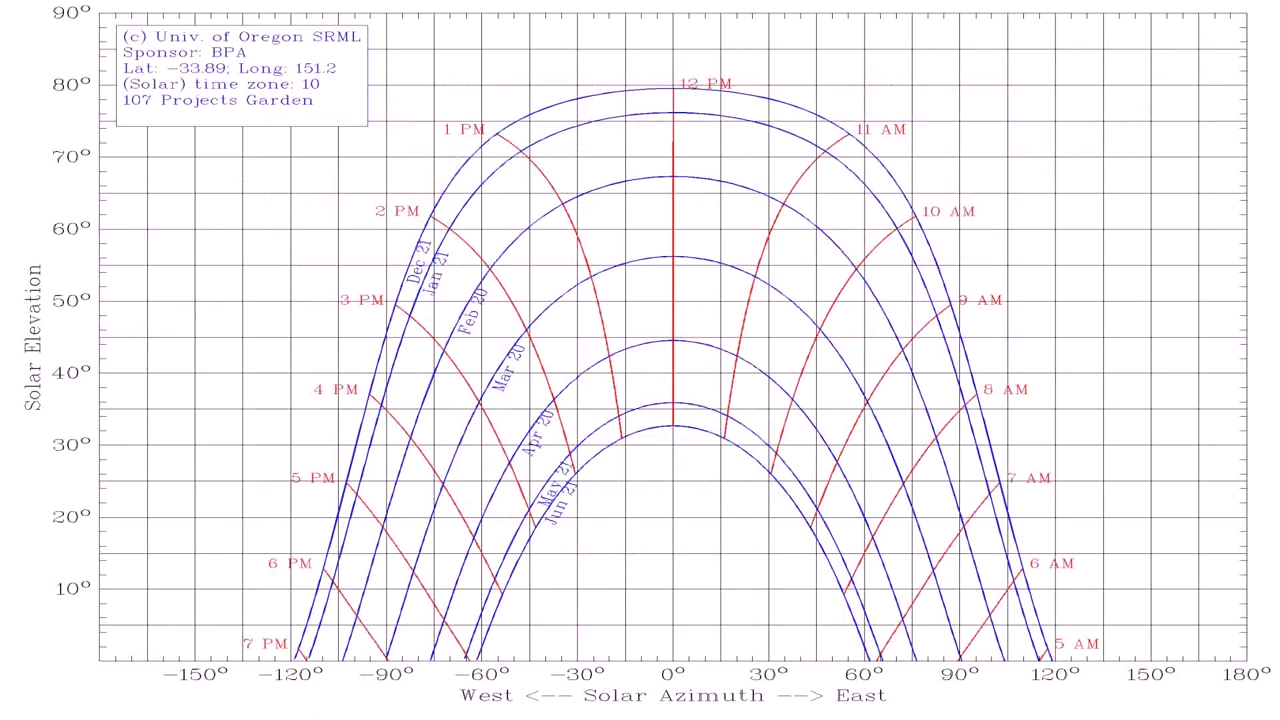 90°
(c) Univ. of Oregon SRML
Sponsor: BPA
Lat: −33.89; Long: 151.2
(Solar) time zone: 10
107 Projects Garden
80°
12 PM
1 PM
11 AM
70°
2 PM
10 AM
60°
Dec 21
Jan 21
Feb 20
Mar 20
Apr 20
May 21
Jun 21
Solar Elevation
50°
3 PM
9 AM
40°
4 PM
8 AM
30°
5 PM
7 AM
20°
6 PM
6 AM
10°
7 PM
5 AM
−150° −120° −90° −60° −30° 0° 30° 60° 90° 120° 150° 180°
West <−− Solar Azimuth −−> East